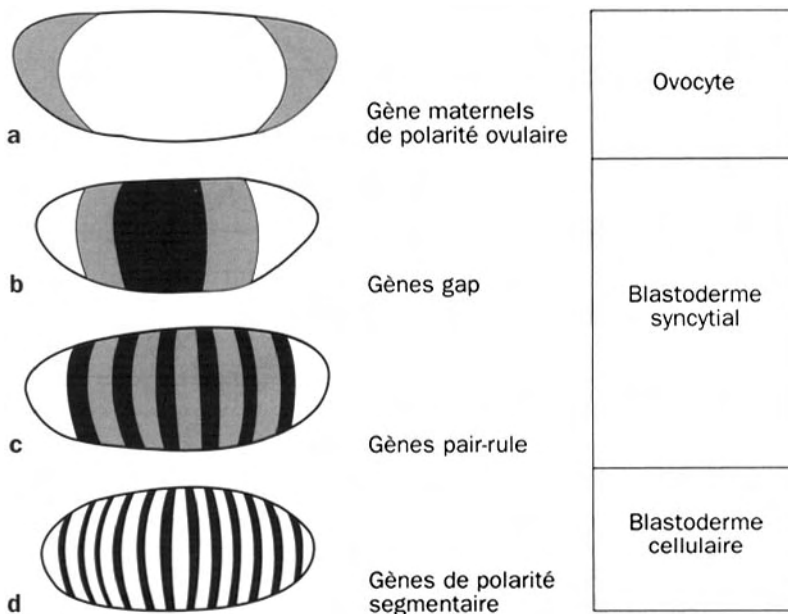 a
Gène maternels
de polarité ovulaire
Ovocyte
b
Gènes gap
Blastoderme
syncytial
c
Gènes pair-rule
d
Gènes de polarité
segmentaire
Blastoderme
cellulaire